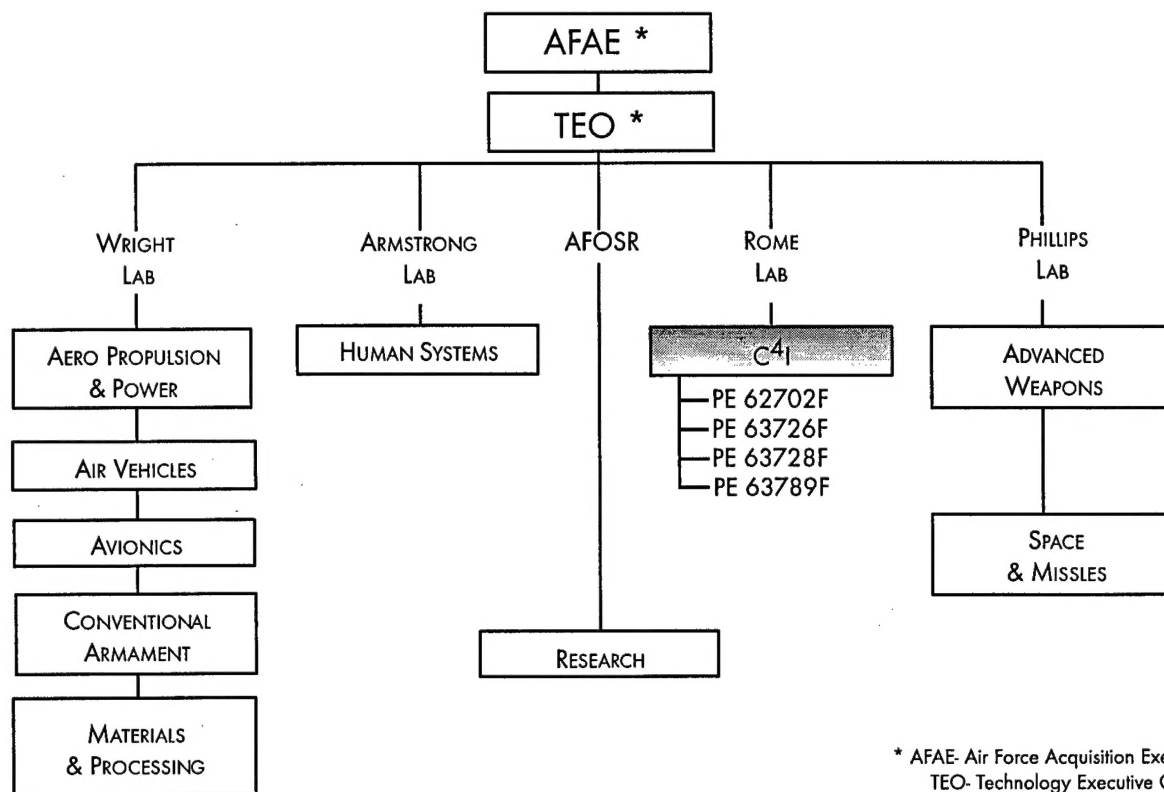 AFAE *
TEO *
WRIGHT
LAB
ARMSTRONG
LAB
AFOSR
ROME
LAB
PHILLIPS
LAB
AERO PROPULSION
& POWER
AIR VEHICLES
AVIONICS
CONVENTIONAL
ARMAMENT
MATERIALS
& PROCESSING
HUMAN SYSTEMS
RESEARCH
C4I
PE 62702F
PE 63726F
PE 63728F
PE 63789F
ADVANCED
WEAPONS
SPACE
& MISSLES
* AFAE- Air Force Acquisition
TEO- Technology Executive